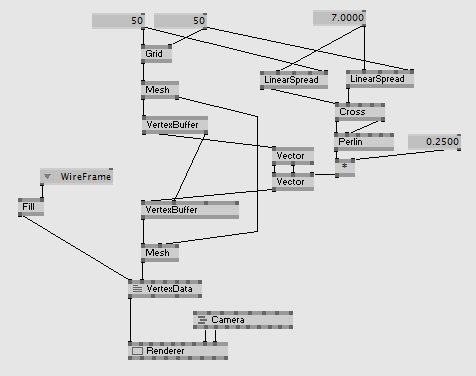 50
50
7.0000
Grid
LinearSpread
LinearSpread
Mesh
Cross
VertexBuffer
Perlin
0.2500
Vector
*
WireFrame
Vector
Fill
VertexBuffer
Mesh
VertexData
Camera
Renderer